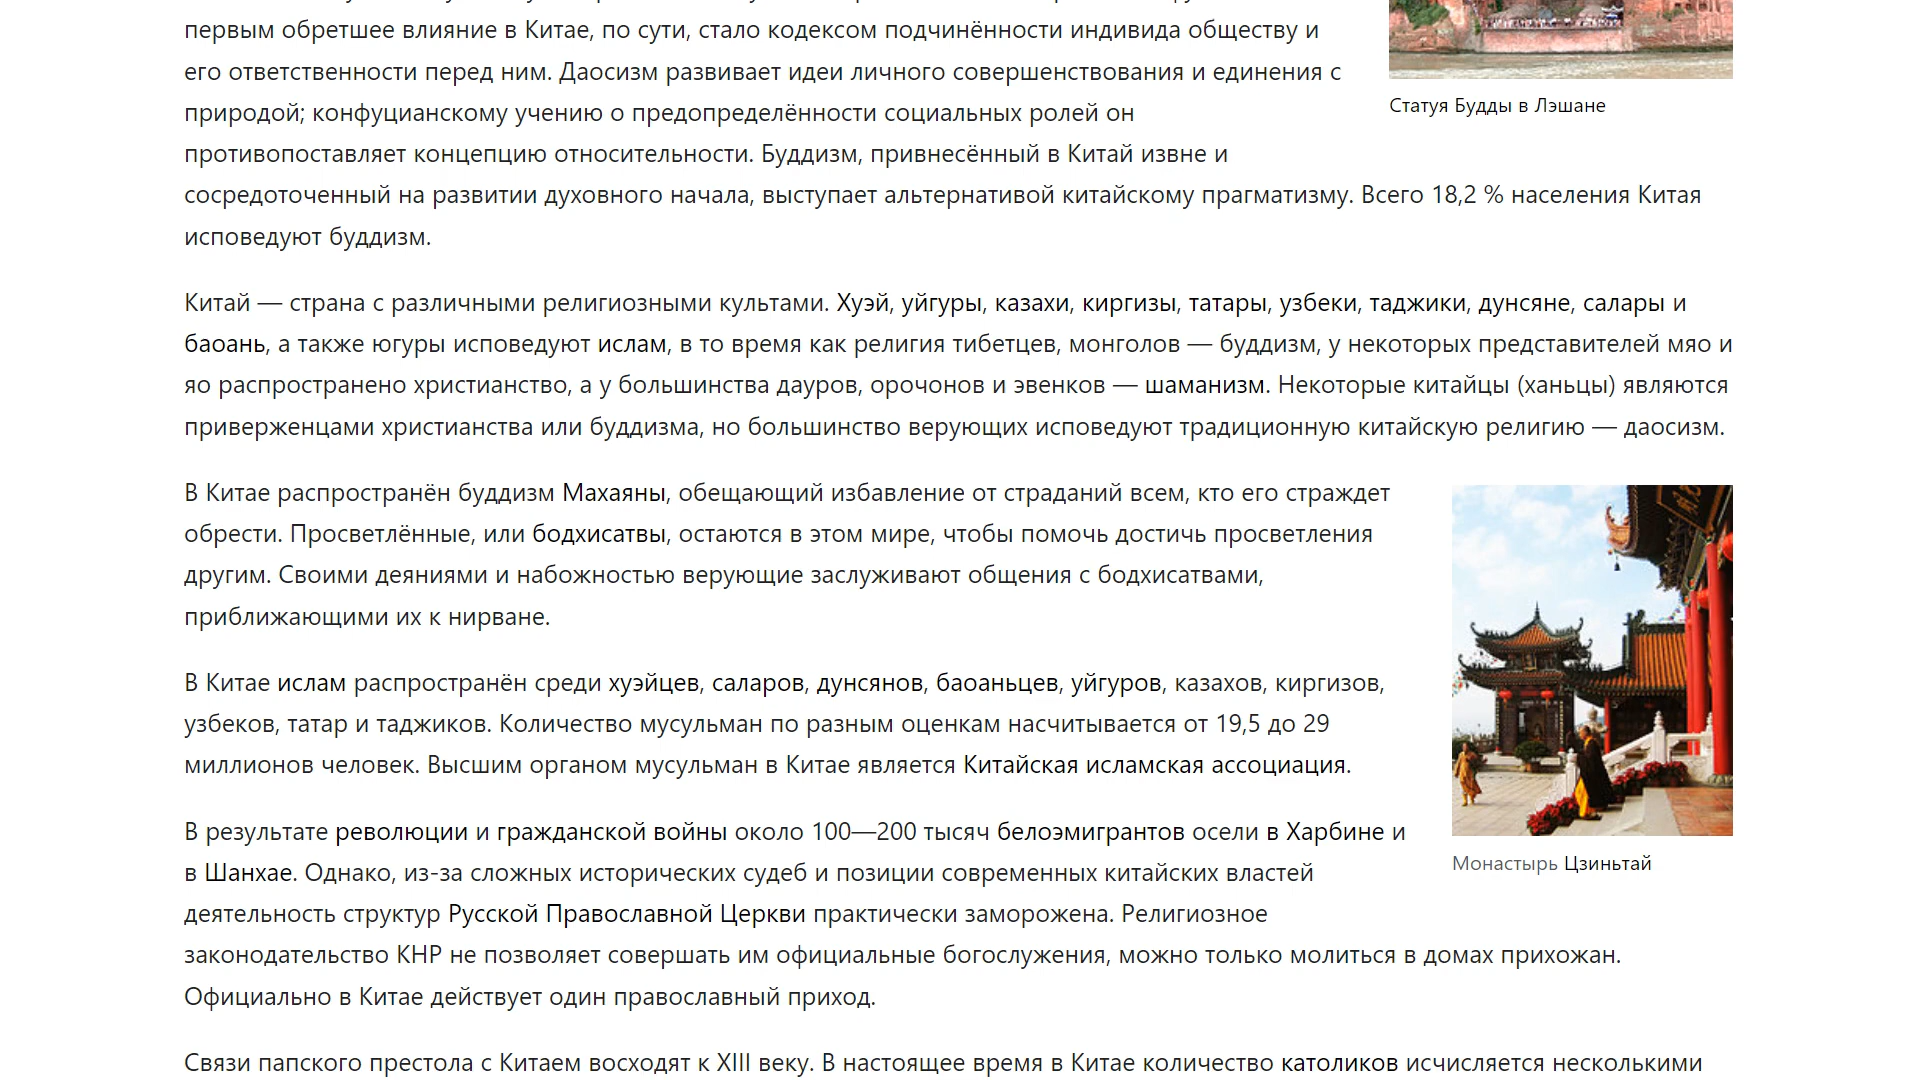 первым обретшее влияние в Китае, по сути, стало кодексом подчинённости индивида обществу и
его ответственности перед ним. Даосизм развивает идеи личного совершенствования и единения с
природой; конфуцианскому учению о предопределённости социальных ролей он
противопоставляет концепцию относительности. Буддизм, привнесённый в Китай извне и
сосредоточенный на развитии духовного начала, выступает альтернативой китайскому прагматизму. Всего 18,2 % населения Китая
исповедуют буддизм.
Статуя Будды в Лэшане
Китай — страна с различными религиозными культами. Хуэй, уйгуры, казахи, киргизы, татары, узбеки, таджики, дунсяне, салары и
баоань, а также югуры исповедуют ислам, в то время как религия тибетцев, монголов — буддизм, у некоторых представителей мяо и
яо распространено христианство, а у большинства дауров, орочонов и эвенков — шаманизм. Некоторые китайцы (ханьцы) являются
приверженцами христианства или буддизма, но большинство верующих исповедуют традиционную китайскую религию — даосизм.
В Китае распространён буддизм Махаяны, обещающий избавление от страданий всем, кто его страждет
обрести. Просветлённые, или бодхисатвы, остаются в этом мире, чтобы помочь достичь просветления
другим. Своими деяниями и набожностью верующие заслуживают общения с бодхисатвами,
приближающими их к нирване.
В Китае ислам распространён среди хуэйцев, саларов, дунсянов, баоаньцев, уйгуров, казахов, киргизов,
узбеков, татар и таджиков. Количество мусульман по разным оценкам насчитывается от 19,5 до 29
миллионов человек. Высшим органом мусульман в Китае является Китайская исламская ассоциация.
В результате революции и гражданской войны около 100—200 тысяч белоэмигрантов осели в Харбине и
в Шанхае. Однако, из-за сложных исторических судеб и позиции современных китайских властей
деятельность структур Русской Православной Церкви практически заморожена. Религиозное
законодательство КНР не позволяет совершать им официальные богослужения, можно только молиться в домах прихожан.
Официально в Китае действует один православный приход.
Монастырь Цзиньтай
Связи папского престола с Китаем восходят к XIII веку. В настоящее время в Китае количество католиков исчисляется несколькими